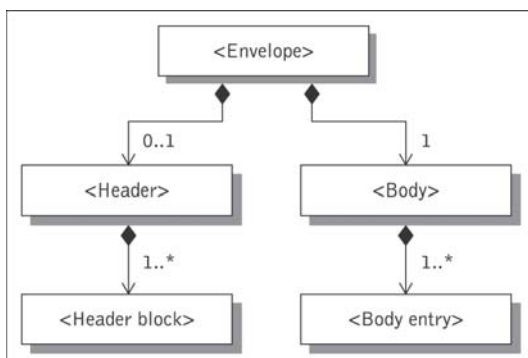 <Envelope>
0..1
1
<Header>
<Body>
1..*
1..*
<Header block>
<Body entry>